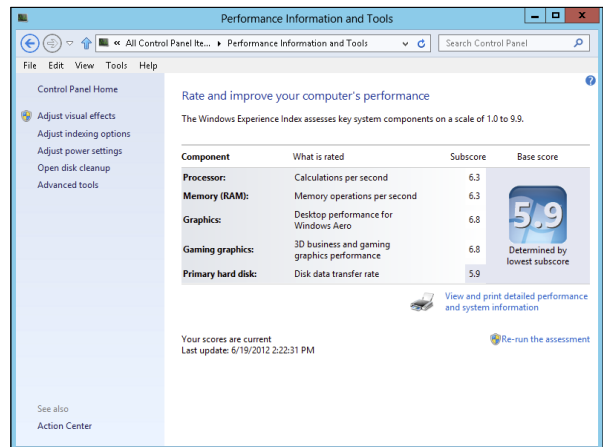 Performance Information and Tools
« All Control Panel Ite... Performance Information and Tools
Search Control Panel
File Edit View Tools Help
Control Panel Home
Adjust visual effects
Adjust indexing options
Adjust power settings
Open disk cleanup
Advanced tools
See also
Action Center
Rate and improve your computer's performance
The Windows Experience Index assesses key system components on a scale of 1.0 to 9.9.
Component What is rated Subscore Base score
Processor: Calculations per second 6.3
Memory (RAM): Memory operations per second 6.3
Graphics: Desktop performance for Windows Aero 6.8
Gaming graphics: 3D business and gaming graphics performance 6.8
Primary hard disk: Disk data transfer rate 5.9
5.9
Determined by
lowest subscore
View and print detailed performance
and system information
Your scores are current
Last update: 6/19/2012 2:22:31 PM
Re-run the assessment